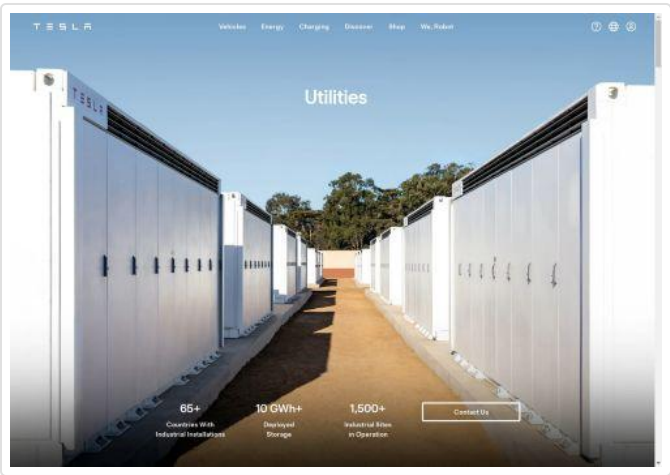 TESLA
Vehicles Energy Charging Discover Shop We, Robot
Utilities
TESLA
65+
Countries With
Industrial Installations
10 GWh+
Deployed
Storage
1,500+
Industrial Sites
in Operation
Contact Us